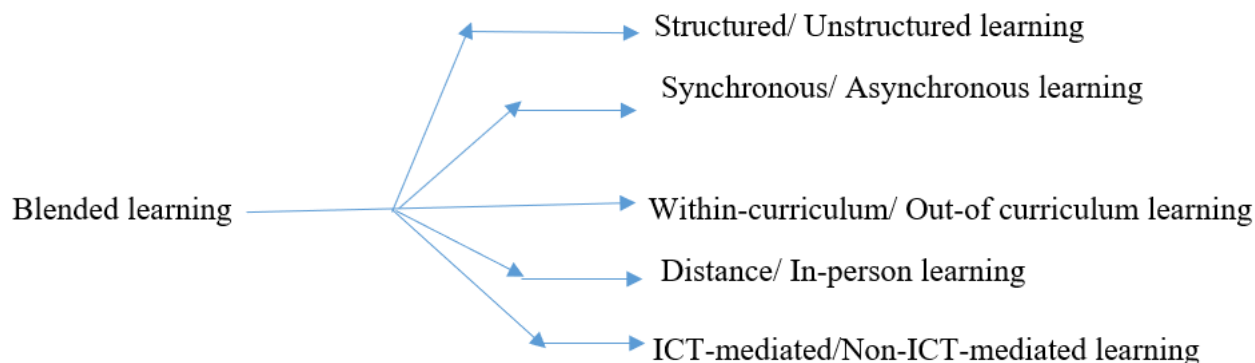 Structured/ Unstructured learning
Synchronous/ Asynchronous learning
Blended learning
Within-curriculum/ Out-of curriculum learning
Distance/ In-person learning
ICT-mediated/Non-ICT-mediated learning